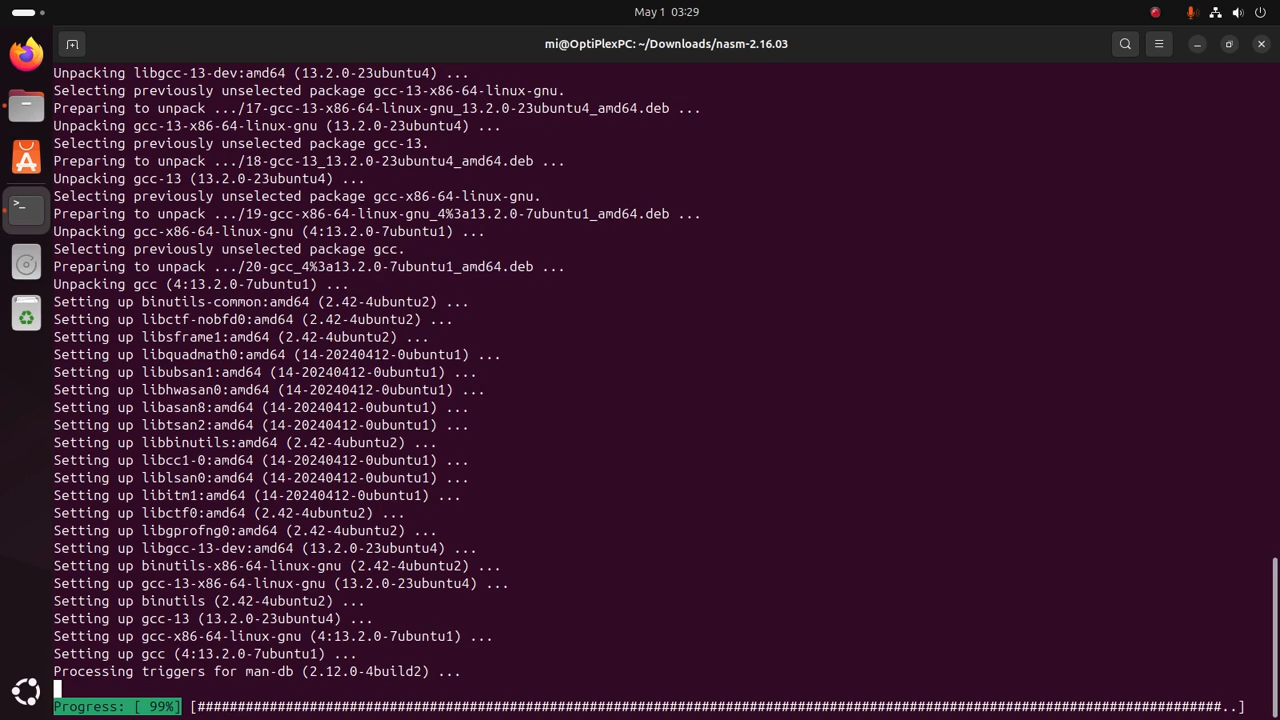 May 1 03:29
mi@OptiPlexPC: ~/Downloads/nasm-2.16.03
Unpacking libgcc-13-dev:amd64 (13.2.0-23ubuntu4) ...
Selecting previously unselected package gcc-13-x86-64-linux-gnu.
Preparing to unpack .../17-gcc-13-x86-64-linux-gnu_13.2.0-23ubuntu4_amd64.deb ...
Unpacking gcc-13-x86-64-linux-gnu (13.2.0-23ubuntu4) ...
Selecting previously unselected package gcc-13.
Preparing to unpack .../18-gcc-13_13.2.0-23ubuntu4_amd64.deb ...
Unpacking gcc-13 (13.2.0-23ubuntu4) ...
Selecting previously unselected package gcc-x86-64-linux-gnu.
Preparing to unpack .../19-gcc-x86-64-linux-gnu_4%3a13.2.0-7ubuntu1_amd64.deb ...
Unpacking gcc-x86-64-linux-gnu (4:13.2.0-7ubuntu1) ...
Selecting previously unselected package gcc.
Preparing to unpack .../20-gcc_4%3a13.2.0-7ubuntu1_amd64.deb ...
Unpacking gcc (4:13.2.0-7ubuntu1) ...
Setting up binutils-common:amd64 (2.42-4ubuntu2) ...
Setting up libctf-nobfd0:amd64 (2.42-4ubuntu2) ...
Setting up libsframe1:amd64 (2.42-4ubuntu2) ...
Setting up libquadmath0:amd64 (14-20240412-0ubuntu1) ...
Setting up libubsan1:amd64 (14-20240412-0ubuntu1) ...
Setting up libhwasan0:amd64 (14-20240412-0ubuntu1) ...
Setting up libasan8:amd64 (14-20240412-0ubuntu1) ...
Setting up libtsan2:amd64 (14-20240412-0ubuntu1) ...
Setting up libbinutils:amd64 (2.42-4ubuntu2) ...
Setting up libcc1-0:amd64 (14-20240412-0ubuntu1) ...
Setting up liblsan0:amd64 (14-20240412-0ubuntu1) ...
Setting up libitm1:amd64 (14-20240412-0ubuntu1) ...
Setting up libctf0:amd64 (2.42-4ubuntu2) ...
Setting up libgprofng0:amd64 (2.42-4ubuntu2) ...
Setting up libgcc-13-dev:amd64 (13.2.0-23ubuntu4) ...
Setting up binutils-x86-64-linux-gnu (2.42-4ubuntu2) ...
Setting up gcc-13-x86-64-linux-gnu (13.2.0-23ubuntu4) ...
Setting up binutils (2.42-4ubuntu2) ...
Setting up gcc-13 (13.2.0-23ubuntu4) ...
Setting up gcc-x86-64-linux-gnu (4:13.2.0-7ubuntu1) ...
Setting up gcc (4:13.2.0-7ubuntu1) ...
Processing triggers for man-db (2.12.0-4build2) ...
Progress: [ 99%] [################################################################################################################################..]